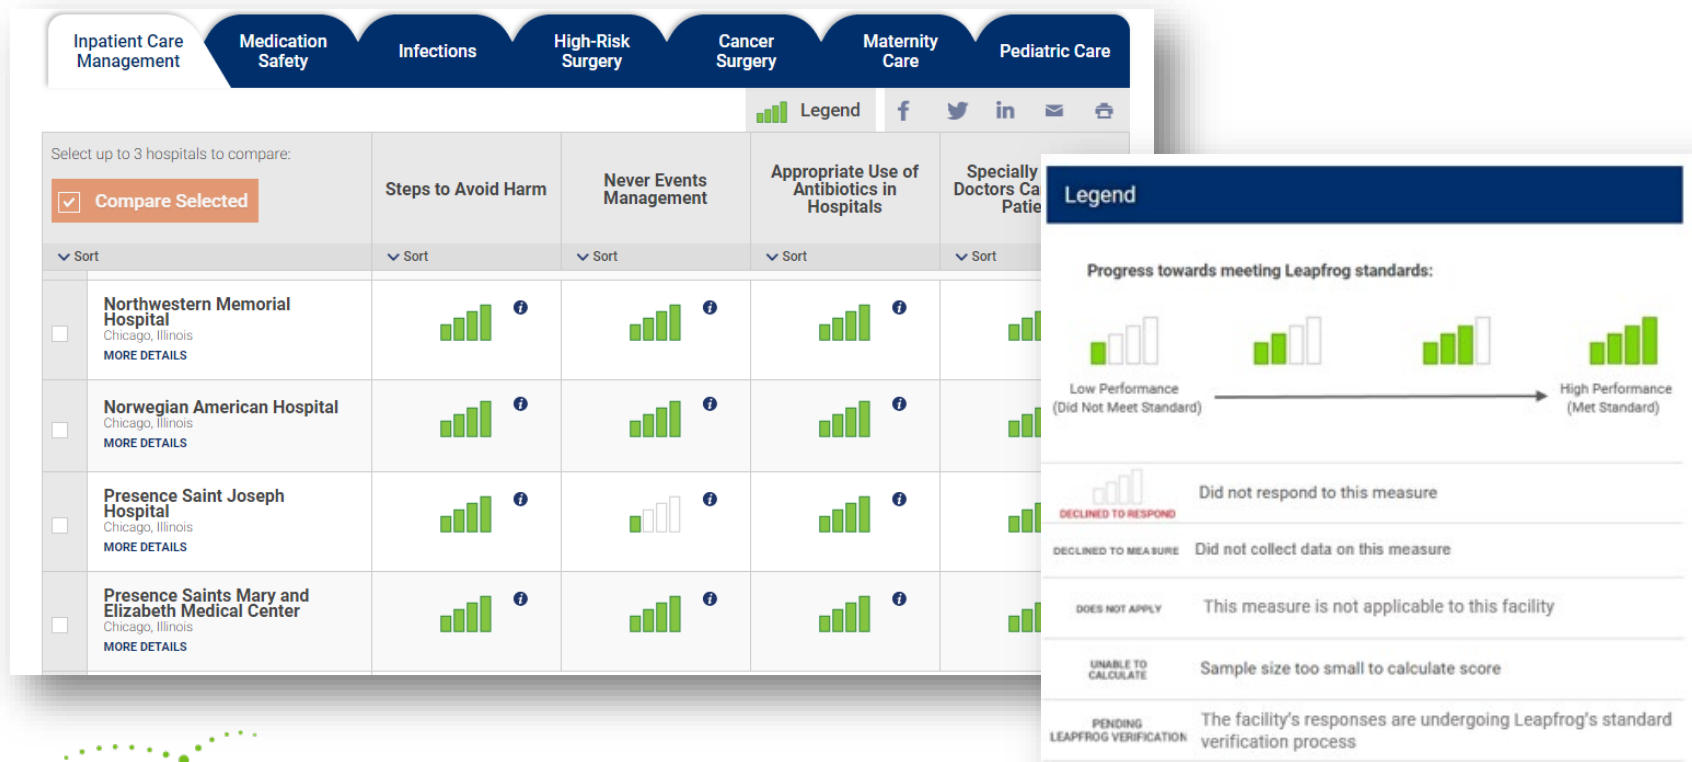 Inpatient Care
Management
Medication
Safety
Infections
High-Risk
Surgery
Cancer
Surgery
Maternity
Care
Pediatric Care
Legend
Select up to 3 hospitals to compare:
Compare Selected
Steps to Avoid Harm
Never Events
Management
Appropriate Use of
Antibiotics in
Hospitals
Specially
Doctors
Sort
Sort
Sort
Sort
Sort
Northwestern Memorial
Hospital
Chicago, Illinois
MORE DETAILS
Norwegian American Hospital
Chicago, Illinois
MORE DETAILS
Presence Saint Joseph
Hospital
Chicago, Illinois
MORE DETAILS
Presence Saints Mary and
Elizabeth Medical Center
Chicago, Illinois
MORE DETAILS
Legend
Progress towards meeting Leapfrog standards:
Low Performance
(Did Not Meet Standard)
High Performance
(Met Standard)
DECLINED TO RESPOND
Did not respond to this measure
DECLINED TO MEASURE
Did not collect data on this measure
DOES NOT APPLY
This measure is not applicable to this facility
UNABLE TO
CALCULATE
Sample size too small to calculate score
PENDING
LEAPFROG VERIFICATION
The facility's responses are undergoing Leapfrog's standard
verification process